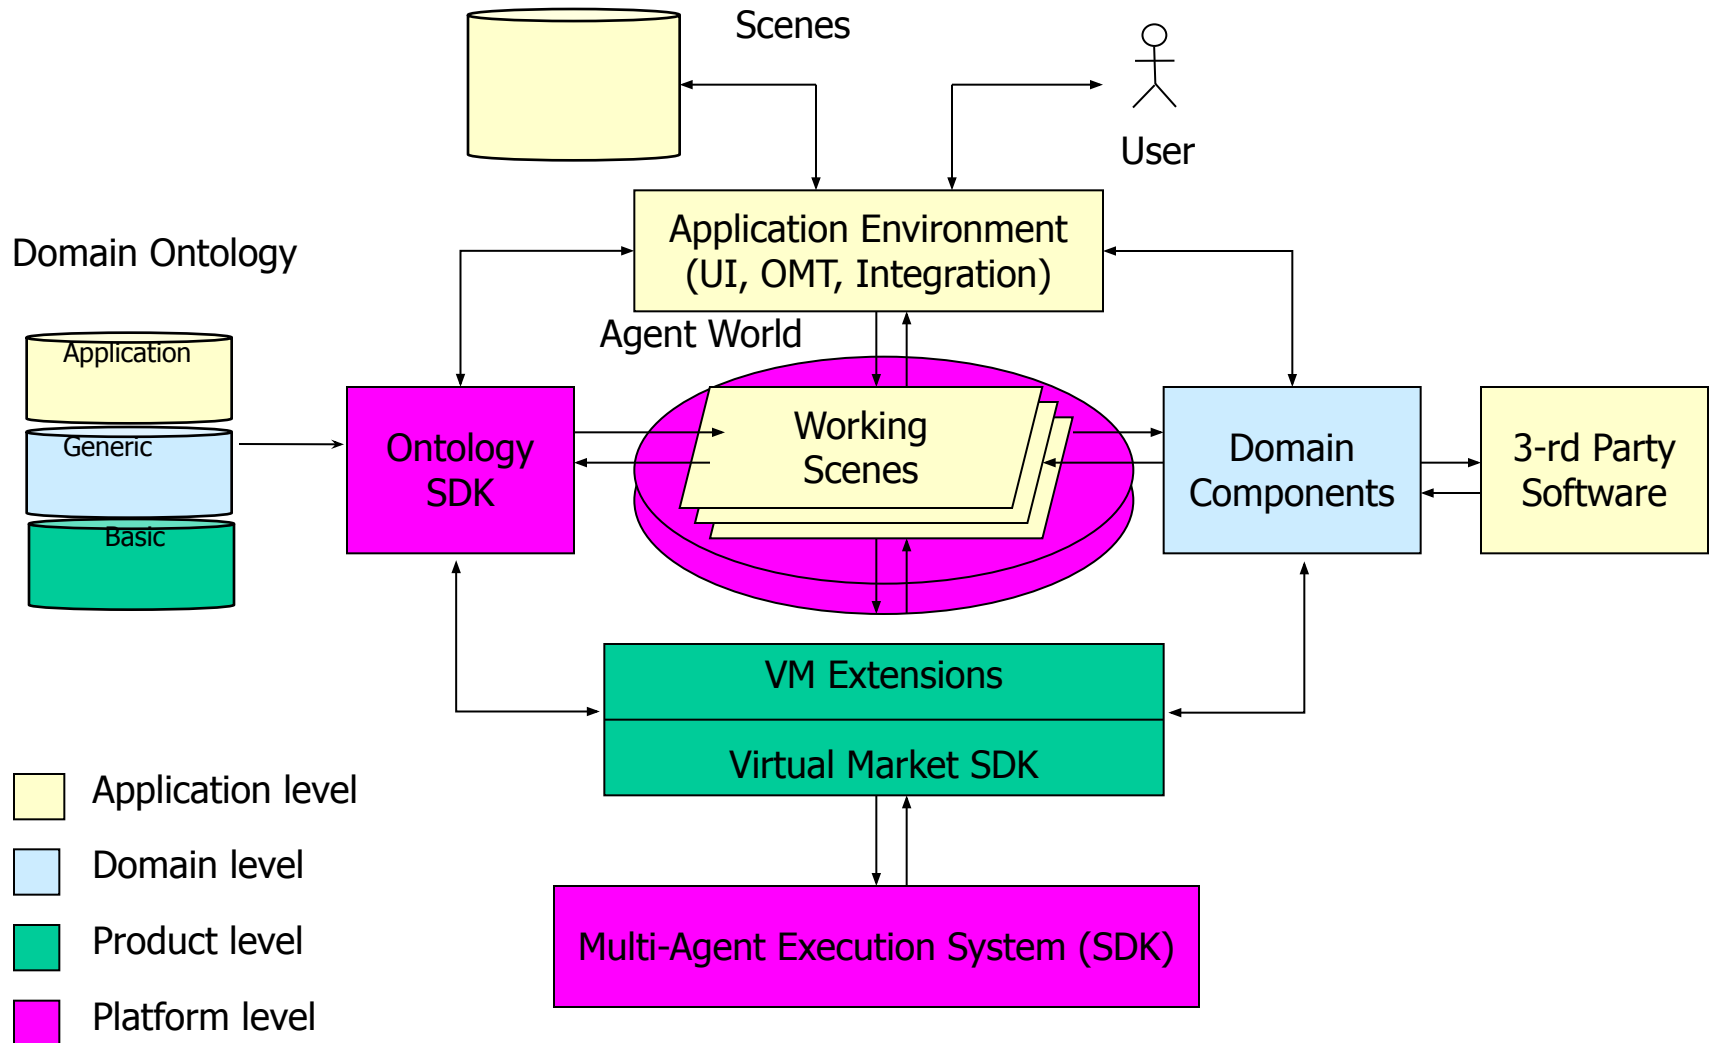 Scenes
User
Application Environment
(UI, OMT, Integration)
Domain Ontology
Agent World
Application
Generic
Basic
Ontology
SDK
Working
Scenes
Domain
Components
3-rd Party
Software
VM Extensions
Virtual Market SDK
Application level
Domain level
Product level
Platform level
Multi-Agent Execution System (SDK)